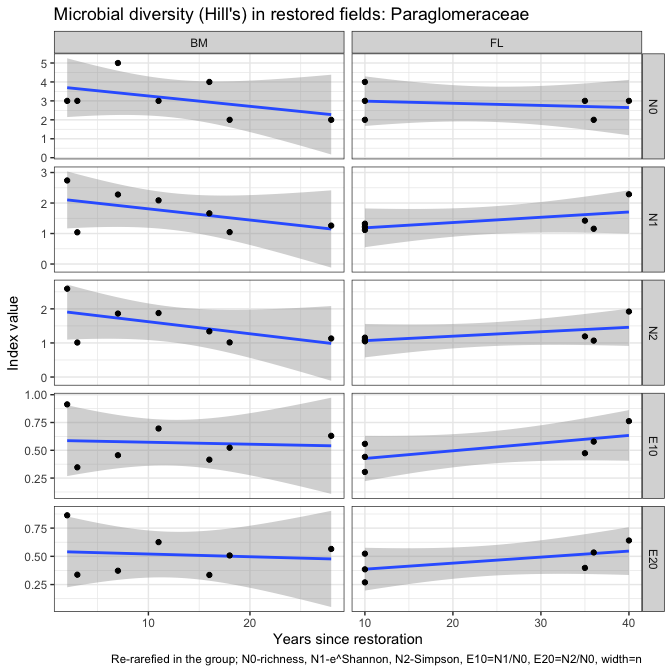 Microbial diversity (Hill's) in restored fields: Paraglomeraceae
BM
FL
5
4
3
2
1
0
N0
3
2
1
0
N1
2
1
0
N2
Index value
1.00
0.75
0.50
0.25
E10
0.75
0.50
0.25
E20
10
20
10
20
30
40
Years since restoration
Re-rarefied in the group; N0-richness, N1-e^Shannon, N2-Simpson, E10=N1/N0, E20=N2/N0, width=n